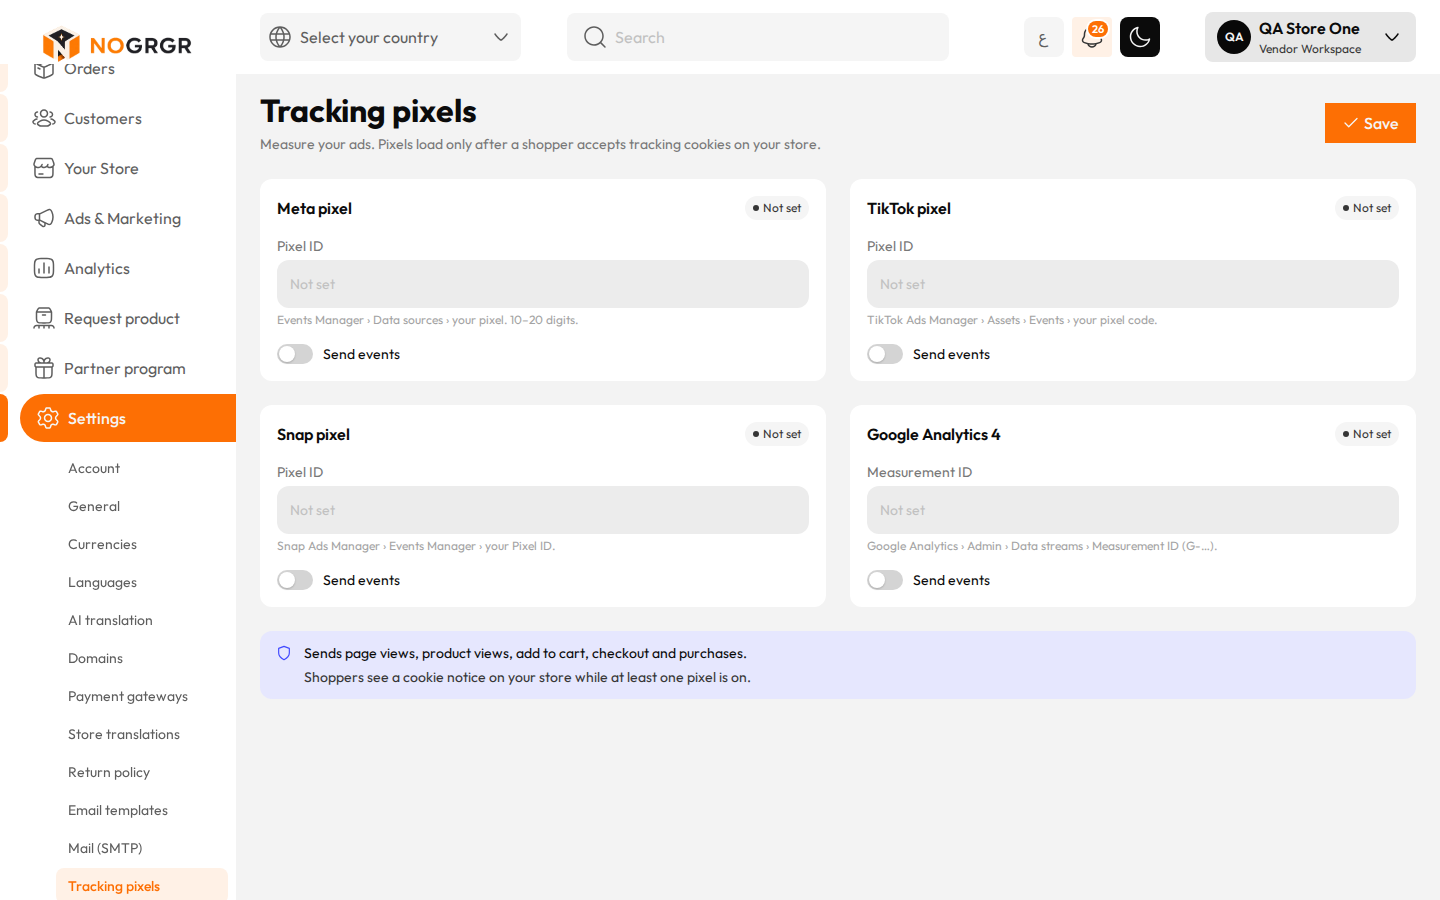 NOGRGR
Select your country
Search
ع
26
QA
QA Store One
Vendor Workspace
Orders
Customers
Your Store
Ads & Marketing
Analytics
Request product
Partner program
Settings
Account
General
Currencies
Languages
AI translation
Domains
Payment gateways
Store translations
Return policy
Email templates
Mail (SMTP)
Tracking pixels
Tracking pixels
Measure your ads. Pixels load only after a shopper accepts tracking cookies on your store.
Save
Meta pixel
Not set
Pixel ID
Not set
Events Manager › Data sources › your pixel. 10–20 digits.
Send events
TikTok pixel
Not set
Pixel ID
Not set
TikTok Ads Manager › Assets › Events › your pixel code.
Send events
Snap pixel
Not set
Pixel ID
Not set
Snap Ads Manager › Events Manager › your Pixel ID.
Send events
Google Analytics 4
Not set
Measurement ID
Not set
Google Analytics › Admin › Data streams › Measurement ID (G-…).
Send events
Sends page views, product views, add to cart, checkout and purchases.
Shoppers see a cookie notice on your store while at least one pixel is on.